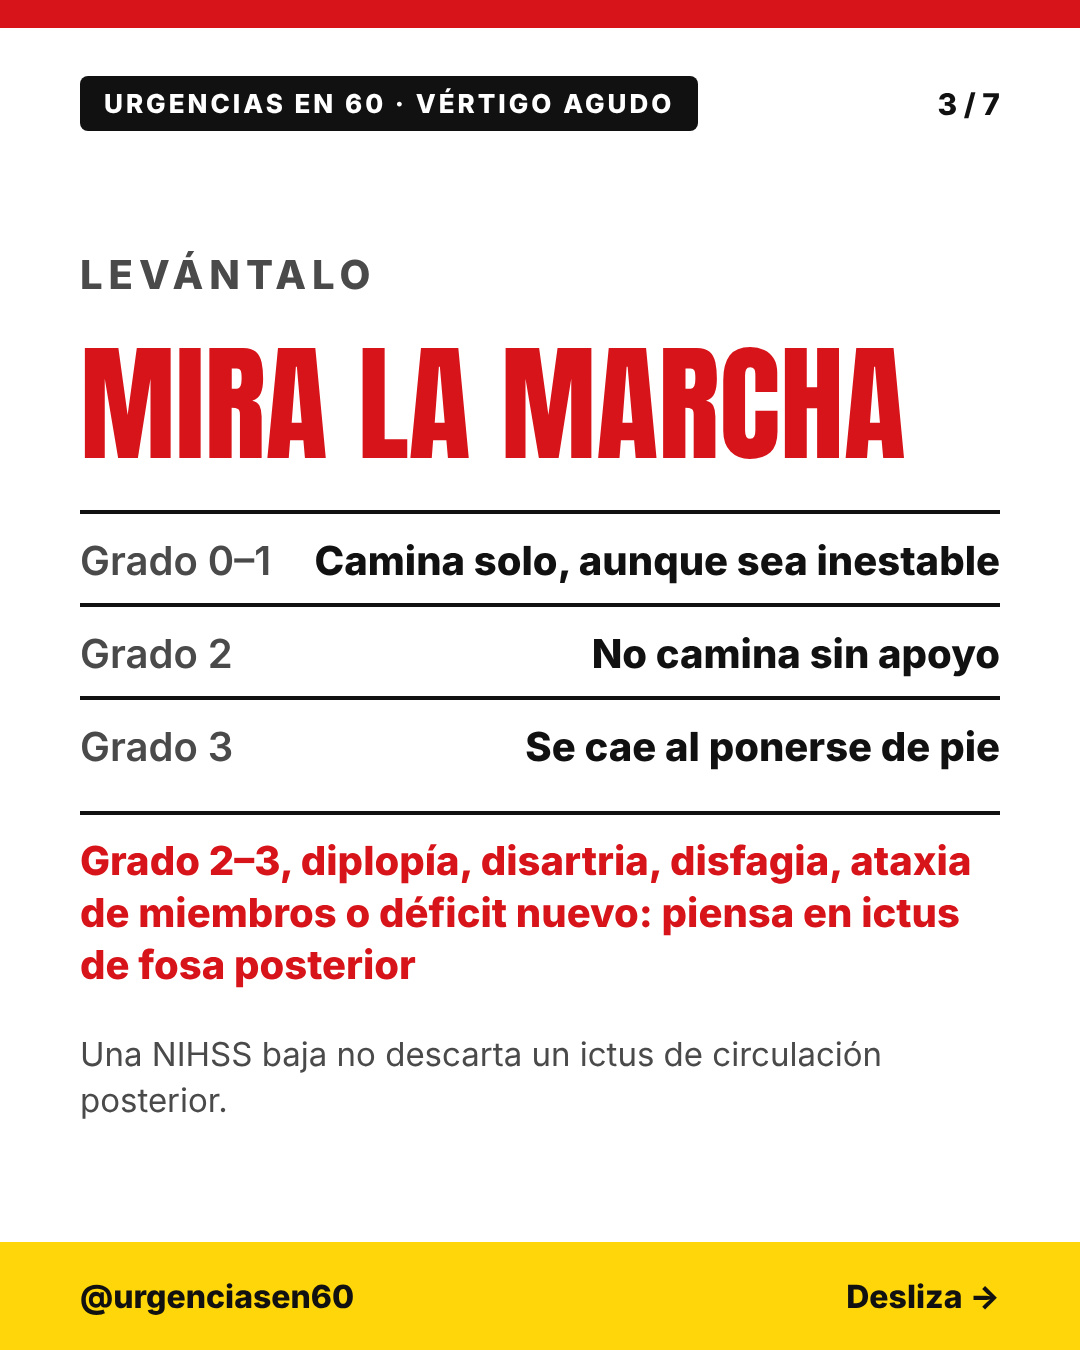 URGENCIAS EN 60 · VÉRTIGO AGUDO
3 / 7
LEVÁNTALO
MIRA LA MARCHA
Grado 0–1 Camina solo, aunque sea inestable
Grado 2 No camina sin apoyo
Grado 3 Se cae al ponerse de pie
Grado 2–3, diplopía, disartria, disfagia, ataxia
de miembros o déficit nuevo: piensa en ictus
de fosa posterior
Una NIHSS baja no descarta un ictus de circulación
posterior.
@urgenciasen60
Desliza →